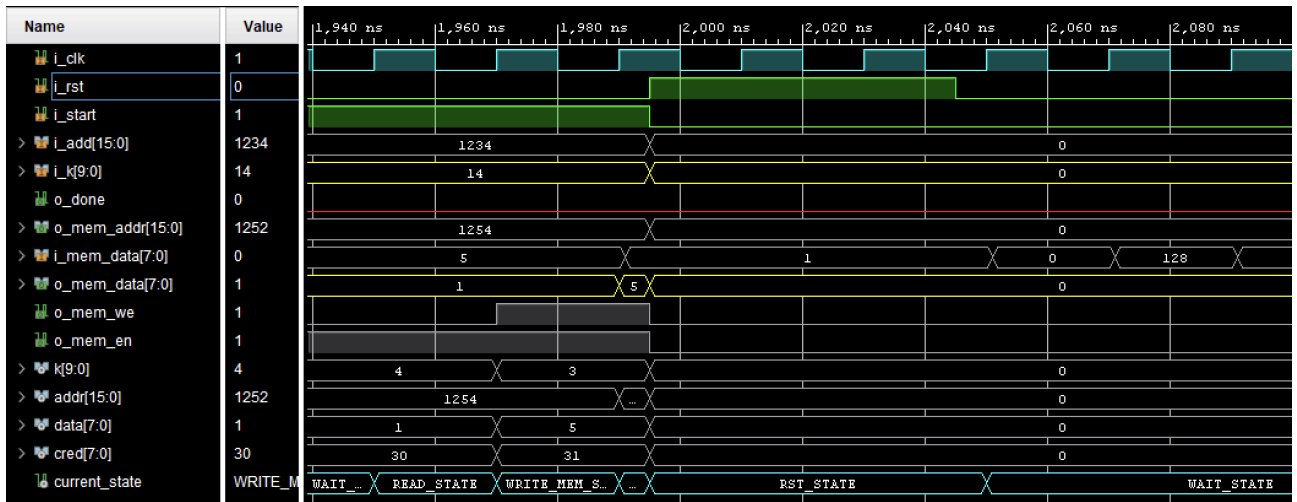 Name Value 1,940 ns 1,960 ns 1,980 ns 2,000 ns 2,020 ns 2,040 ns 2,060 ns 2,080 ns
i_clk 1
i_rst 0
i_start 1
> i_add[15:0] 1234 1234 0
> i_k[9:0] 14 14 0
o_done 0
> o_mem_addr[15:0] 1252 1254 0
> i_mem_data[7:0] 0 5 1 0 128
> o_mem_data[7:0] 1 1 5 0
o_mem_we 1
o_mem_en 1
> k[9:0] 4 4 3 0
> addr[15:0] 1252 1254 ... 0
> data[7:0] 1 1 5 0
> cred[7:0] 30 30 31 0
current_state WRITE_M WAIT_... READ_STATE WRITE_MEM_S... ... RST_STATE WAIT_STATE